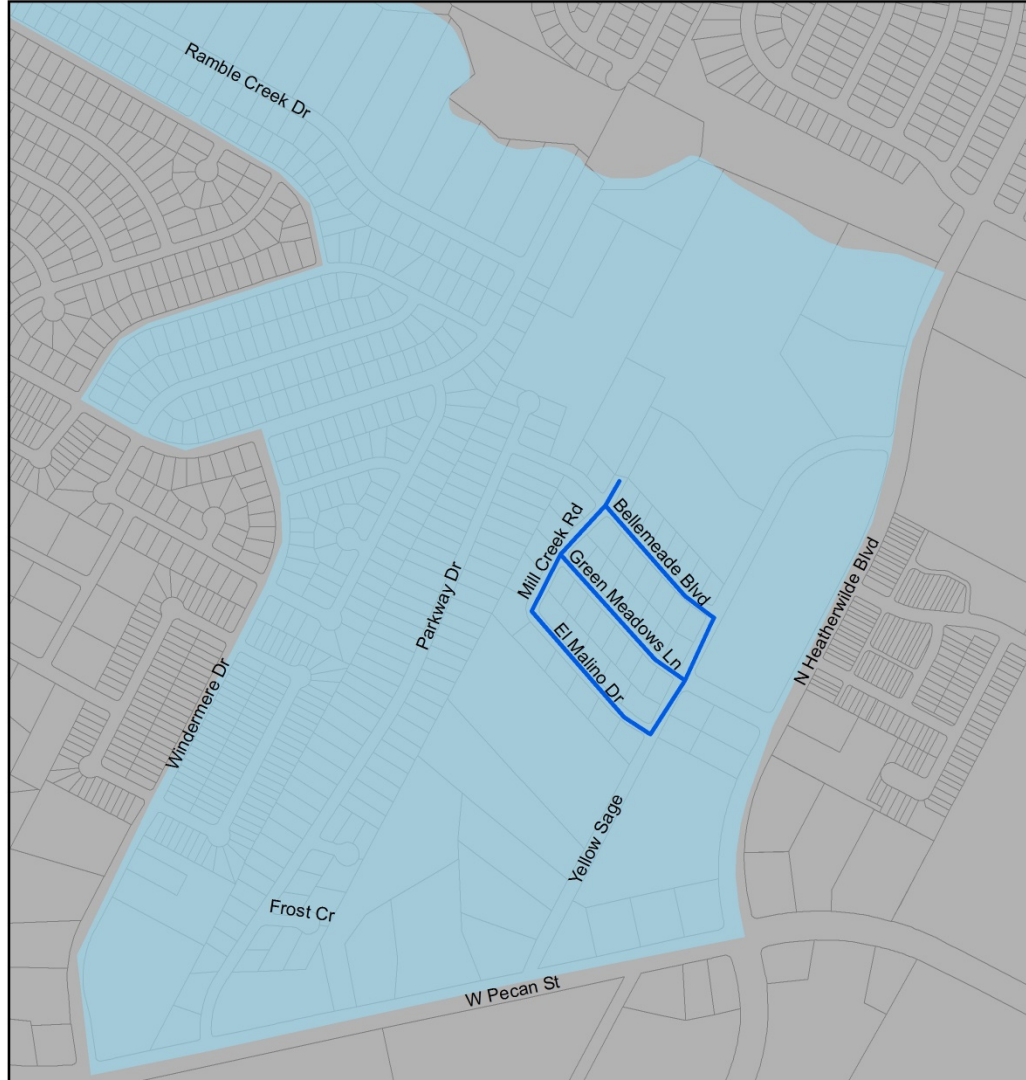 Ramble Creek Dr
Mill Creek Rd
Bellemeade Blvd
Green Meadows Ln
El Malino Dr
Parkway Dr
N Heatherwilde Blvd
Windermere Dr
Yellow Sage
Frost Cr
W Pecan St